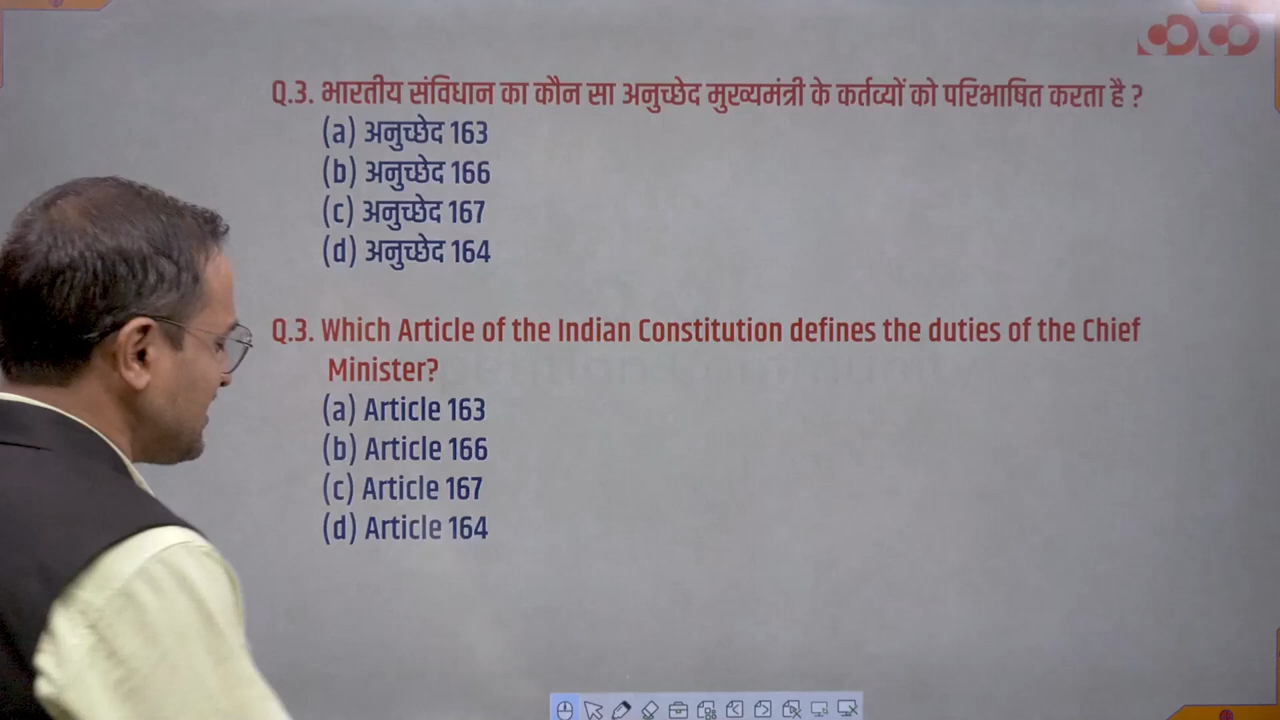 Q.3. भारतीय संविधान का कौन सा अनुच्छेद मुख्यमंत्री के कर्तव्यों को परिभाषित करता है ?
(a) अनुच्छेद 163
(b) अनुच्छेद 166
(c) अनुच्छेद 167
(d) अनुच्छेद 164
Q.3. Which Article of the Indian Constitution defines the duties of the Chief
Minister?
(a) Article 163
(b) Article 166
(c) Article 167
(d) Article 164